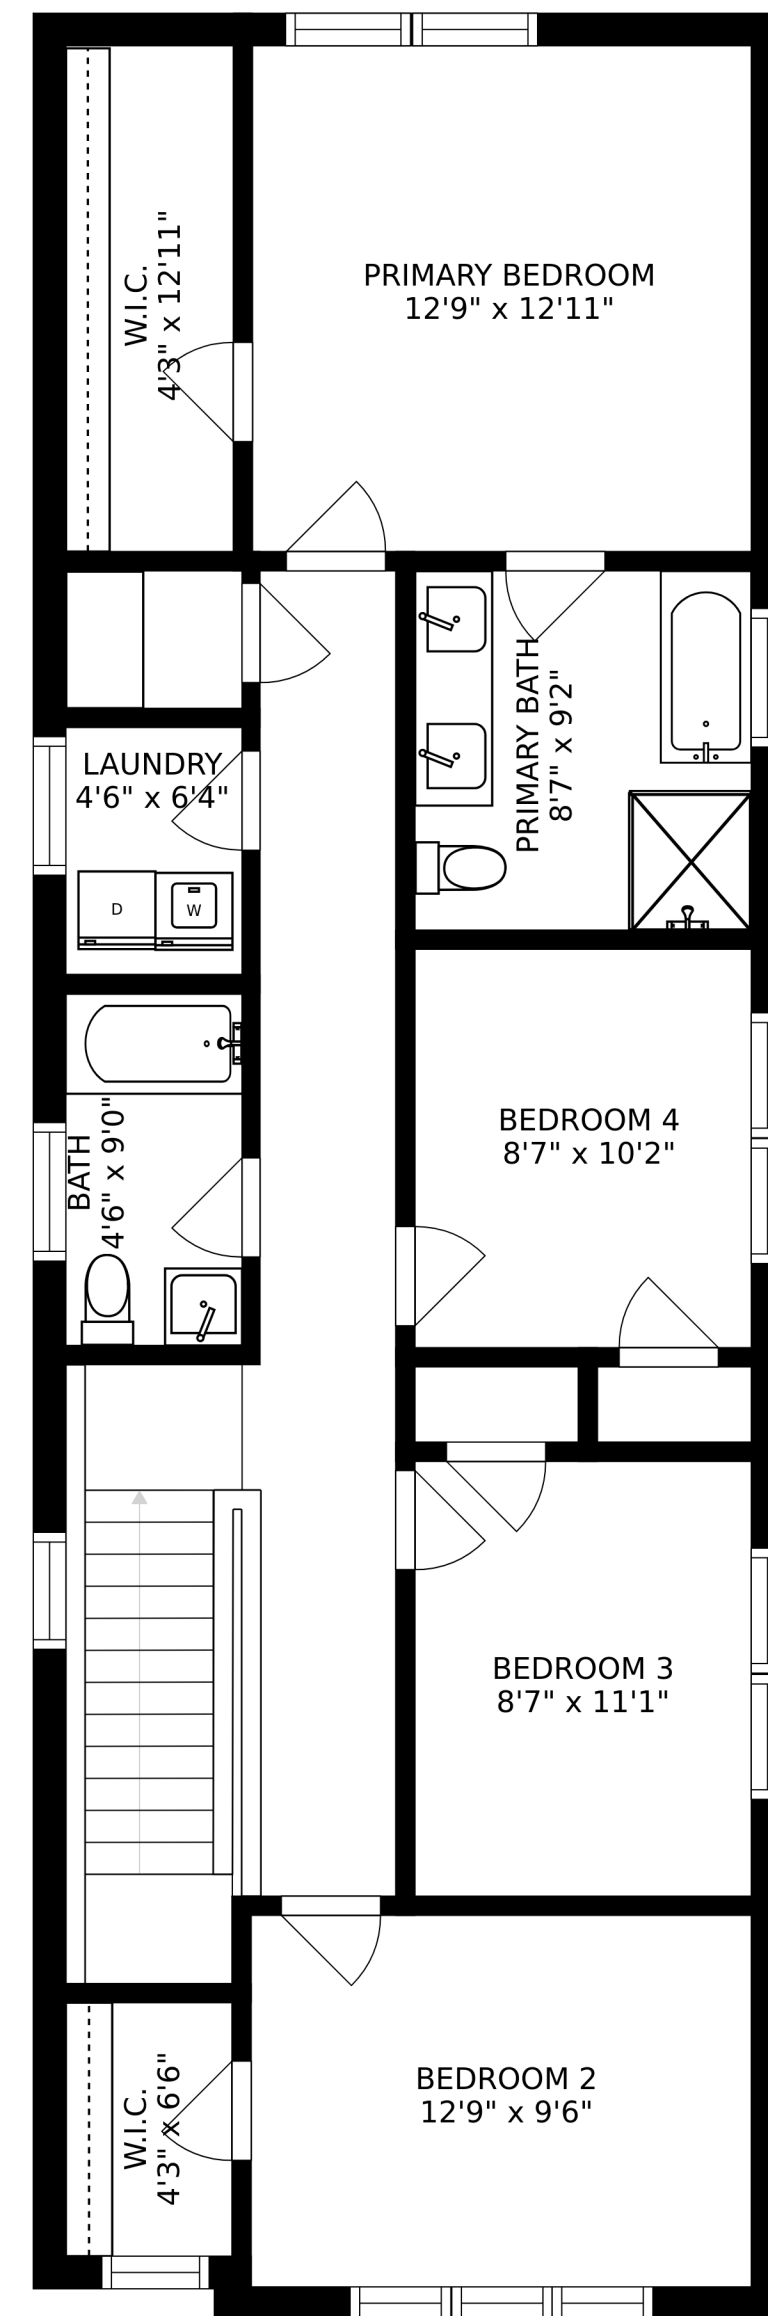 W.I.C.
4'3" x 12'11"
PRIMARY BEDROOM
12'9" x 12'11"
PRIMARY BATH
8'7" x 9'2"
LAUNDRY
4'6" x 6'4"
D
W
BATH
4'6" x 9'0"
BEDROOM 4
8'7" x 10'2"
BEDROOM 3
8'7" x 11'1"
BEDROOM 2
12'9" x 9'6"
W.I.C.
4'3" x 6'6"